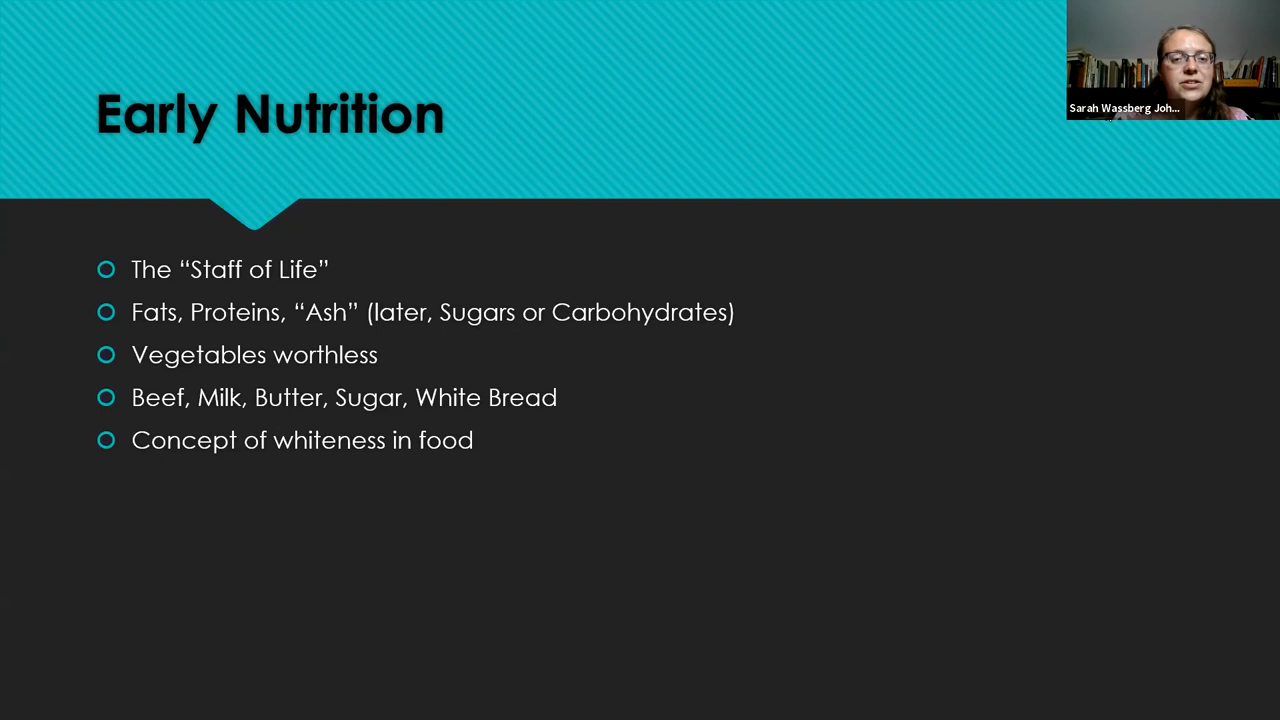 Early Nutrition
Sarah Wassberg Joh...
The “Staff of Life”
Fats, Proteins, “Ash” (later, Sugars or Carbohydrates)
Vegetables worthless
Beef, Milk, Butter, Sugar, White Bread
Concept of whiteness in food